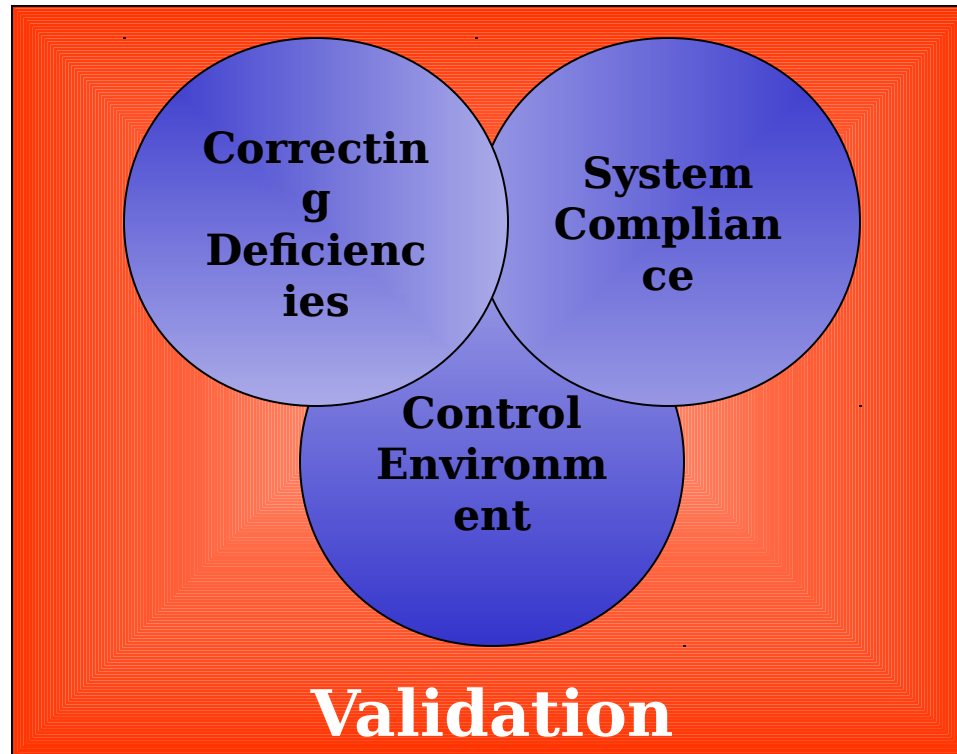 Correctin
g
Deficienc
ies
System
Complian
ce
Control
Environm
ent
Validation